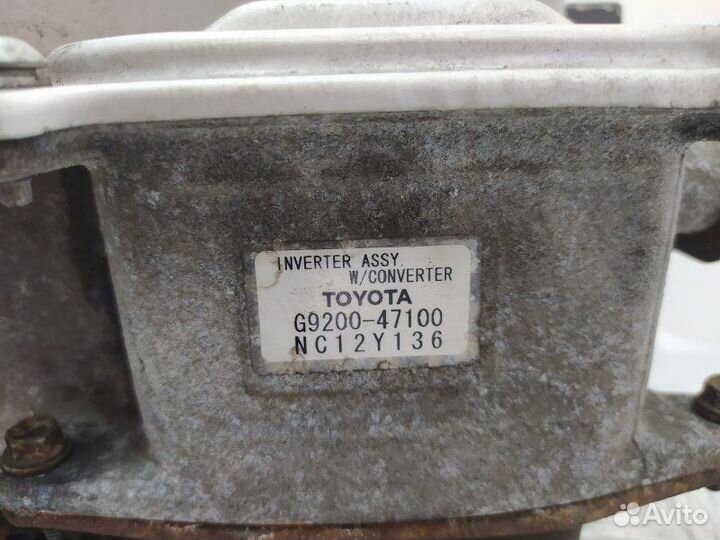 INVERTER ASSY.
W/CONVERTER
TOYOTA
G9200-47100
NC12Y136
Avito